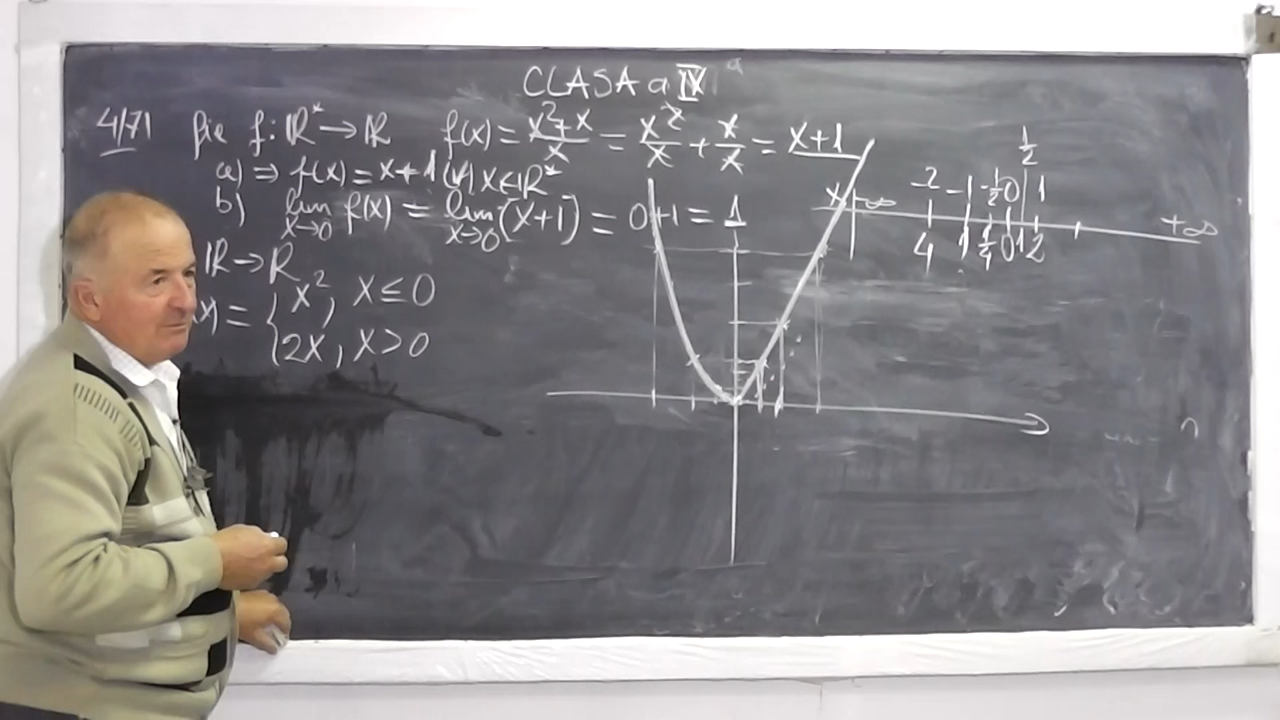 CLASA a IX a
4/71 fie f: ℝ* → ℝ f(x) = x²+x / x = x²/x + x/x = x+1
a) ⇒ f(x) = x+1 (∀) x∈ℝ*
b) lim x→0 f(x) = lim x→0 (x+1) = 0+1 = 1
ℝ → ℝ
x) = { x², x ≤ 0
2x, x > 0
1/2
x -∞ -2 -1 -1/2 0 1 +∞
4 1 1/4 0 1 2